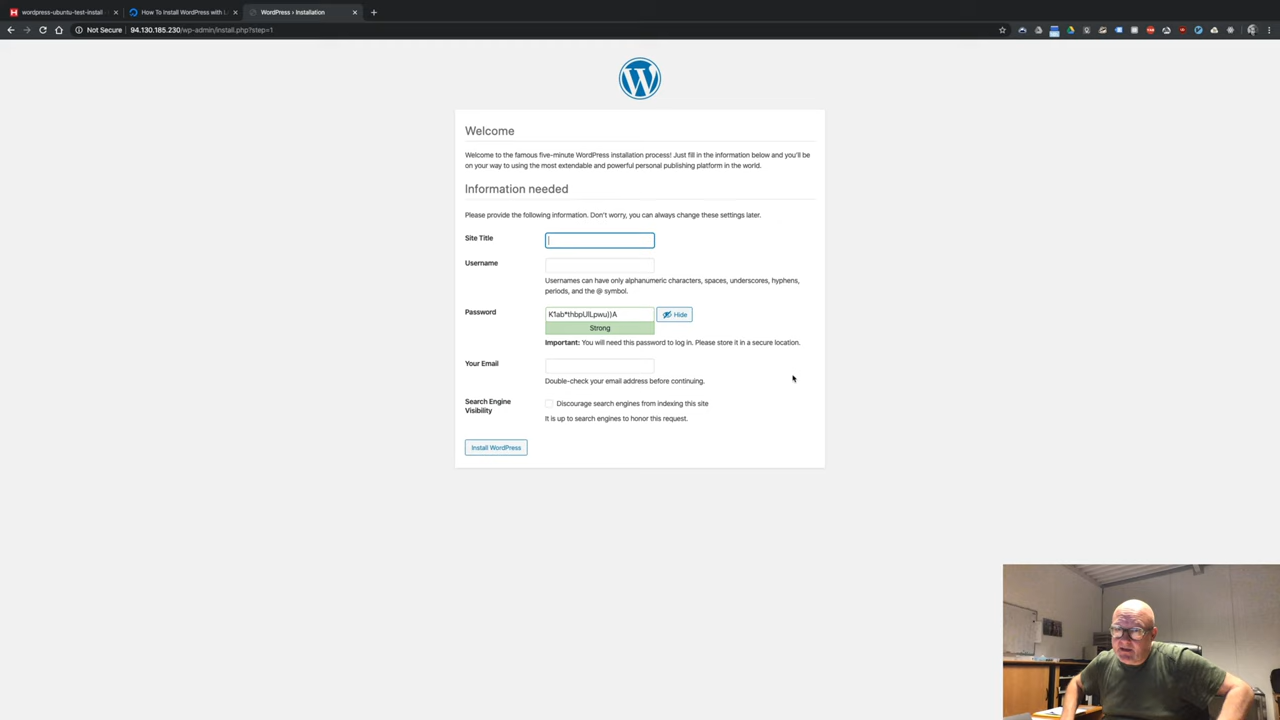 wordpress-ubuntu-test-install
How To Install WordPress with L
WordPress › Installation
Not Secure 94.130.185.230/wp-admin/install.php?step=1
Welcome
Welcome to the famous five-minute WordPress installation process! Just fill in the information below and you'll be
on your way to using the most extendable and powerful personal publishing platform in the world.
Information needed
Please provide the following information. Don't worry, you can always change these settings later.
Site Title
Username
Usernames can have only alphanumeric characters, spaces, underscores, hyphens,
periods, and the @ symbol.
Password
Hide
Strong
Important: You will need this password to log in. Please store it in a secure location.
Your Email
Double-check your email address before continuing.
Search Engine
Visibility
Discourage search engines from indexing this site
It is up to search engines to honor this request.
Install WordPress